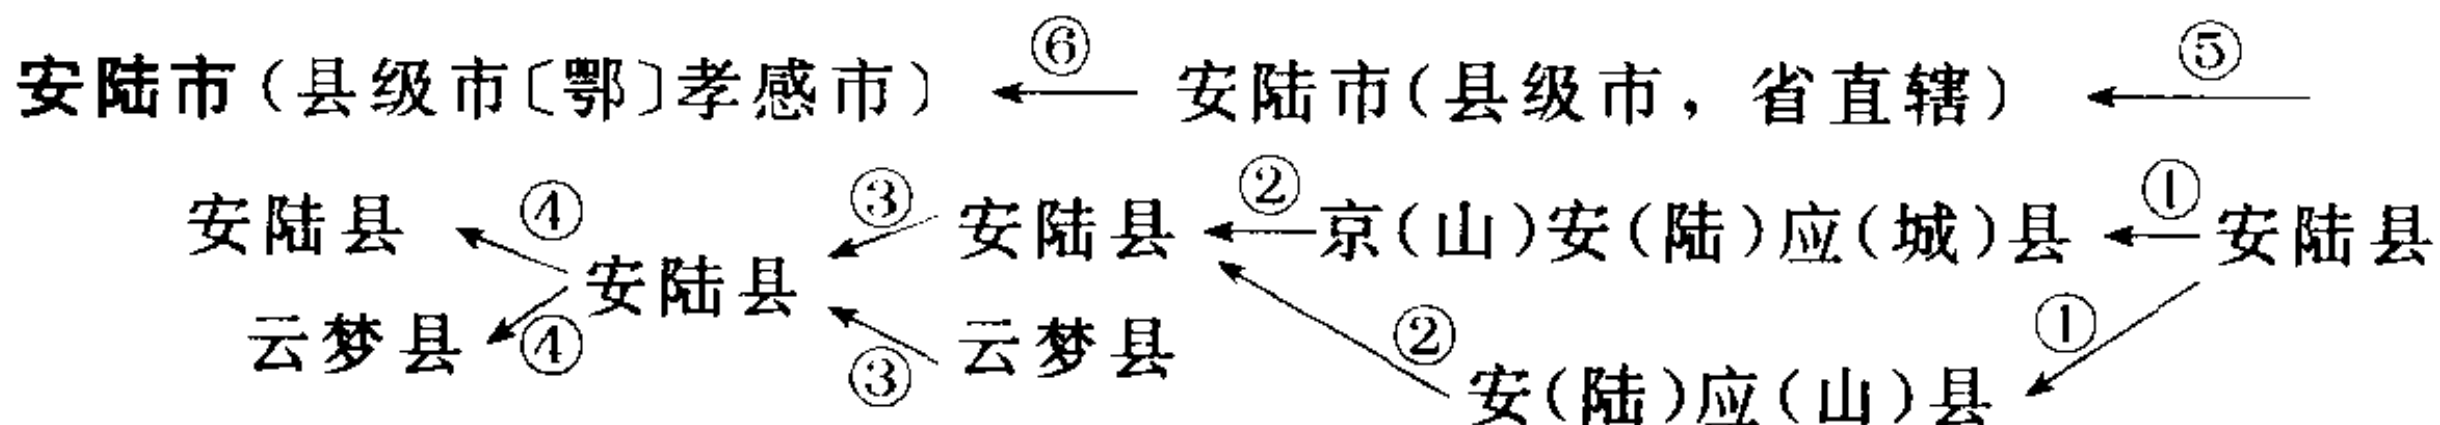 安陆市(县级市〔鄂〕孝感市) ⑥ 安陆市(县级市，省直辖) ⑤
安陆县 ④ ③ 安陆县 ② 京(山)安(陆)应(城)县 ① 安陆县
安陆县
云梦县 ④ ③ 云梦县 ② ①
安(陆)应(山)县